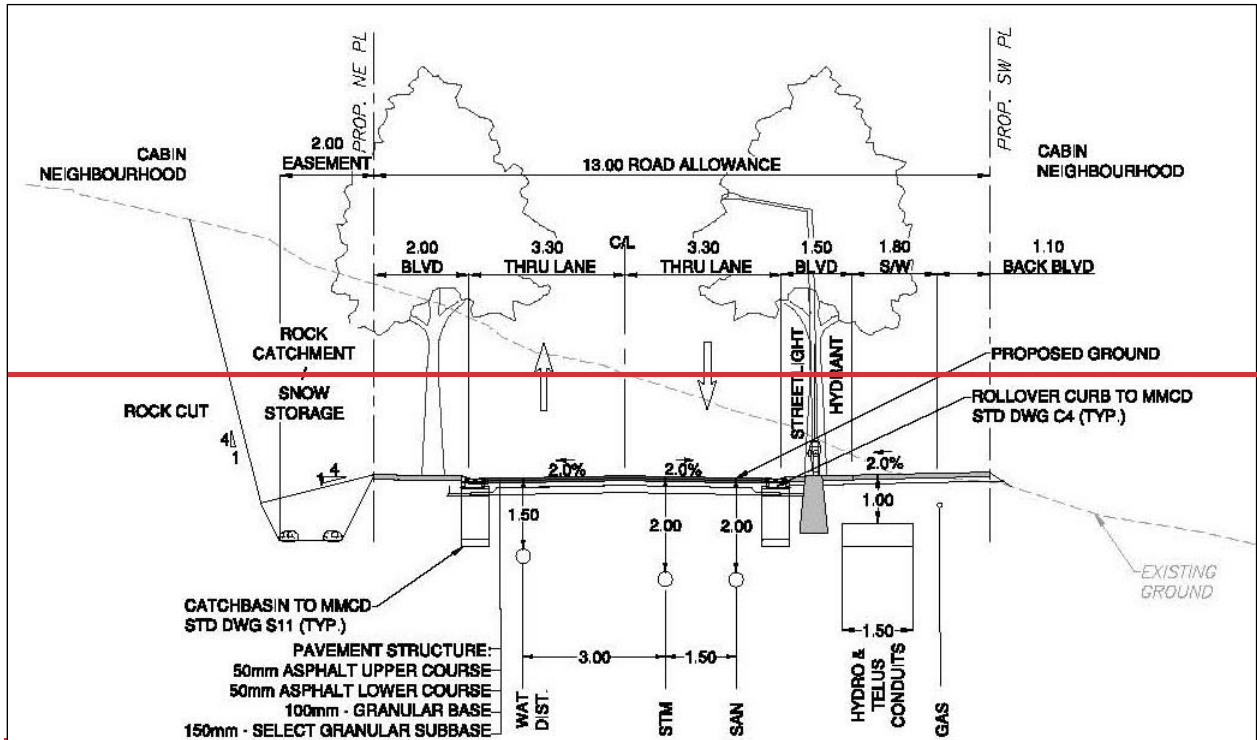 PROP. NE PL
PROP. SW PL
2.00
EASEMENT
CABIN
NEIGHBOURHOOD
13.00 ROAD ALLOWANCE
CABIN
NEIGHBOURHOOD
2.00
BLVD
3.30
THRU LANE
C/L
3.30
THRU LANE
1.50
BLVD
1.80
S/W
1.10
BACK BLVD
ROCK
CATCHMENT
/
SNOW
STORAGE
ROCK CUT
4
1
1
4
STREETLIGHT
HYDRANT
PROPOSED GROUND
ROLLOVER CURB TO MMCD
STD DWG C4 (TYP.)
2.0%
2.0%
2.0%
1.50
2.00
2.00
1.00
EXISTING
GROUND
CATCHBASIN TO MMCD
STD DWG S11 (TYP.)
PAVEMENT STRUCTURE:
50mm ASPHALT UPPER COURSE
50mm ASPHALT LOWER COURSE
100mm - GRANULAR BASE
150mm - SELECT GRANULAR SUBBASE
3.00
1.50
1.50
WAT
DIST.
STM
SAN
HYDRO &
TELUS
CONDUITS
GAS